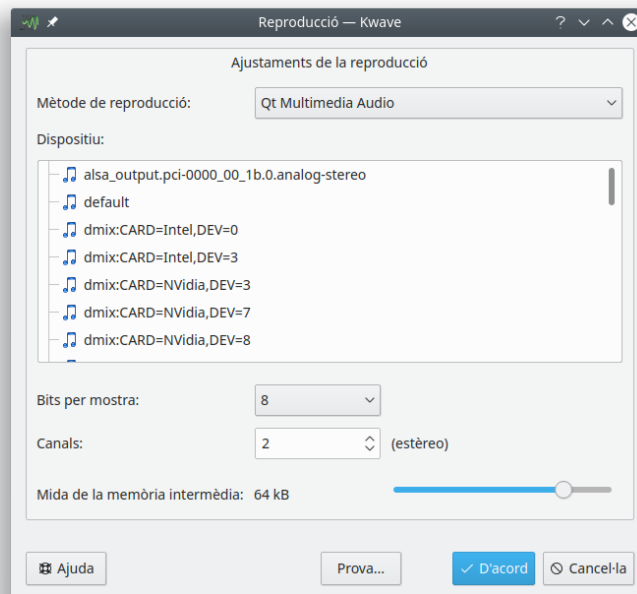 Reproducció — Kwave
Ajustaments de la reproducció
Mètode de reproducció: Qt Multimedia Audio
Dispositiu:
alsa_output.pci-0000_00_1b.0.analog-stereo
default
dmix:CARD=Intel,DEV=0
dmix:CARD=Intel,DEV=3
dmix:CARD=NVidia,DEV=3
dmix:CARD=NVidia,DEV=7
dmix:CARD=NVidia,DEV=8
Bits per mostra: 8
Canals: 2 (estèreo)
Mida de la memòria intermèdia: 64 kB
Ajuda Prova... D'acord Cancel·la